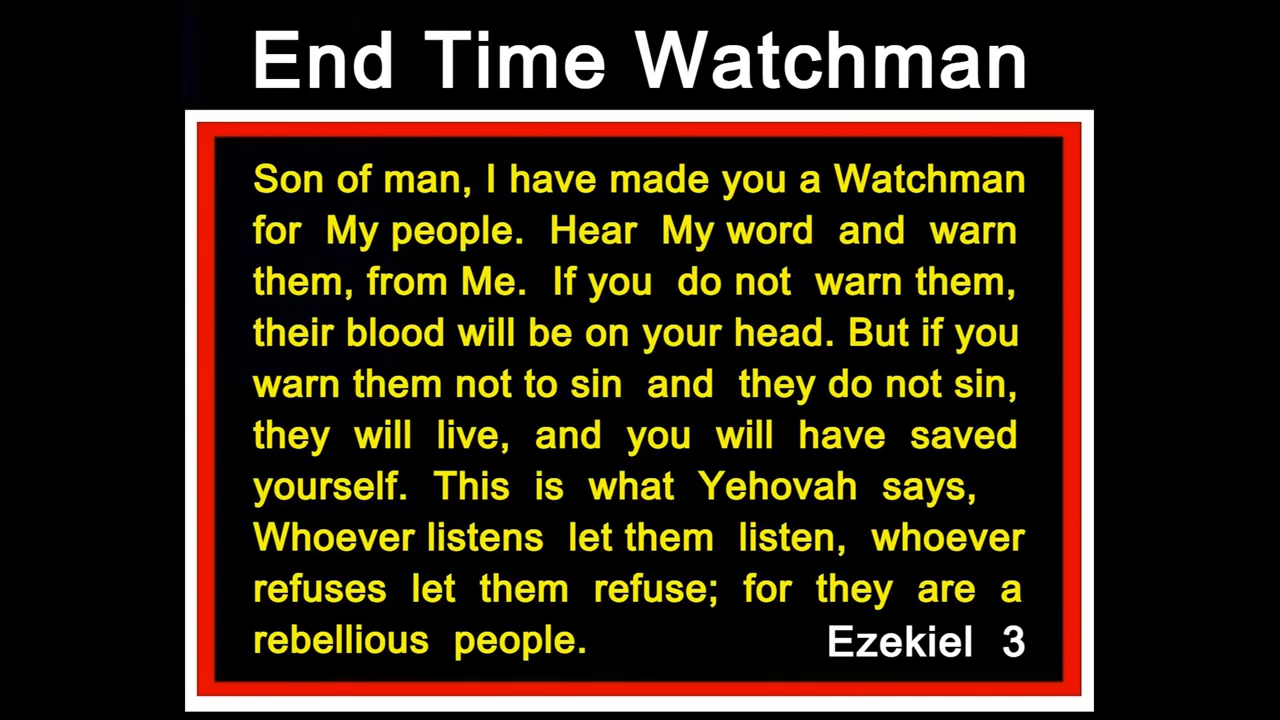 End Time Watchman
Son of man, I have made you a Watchman
for My people. Hear My word and warn
them, from Me. If you do not warn them,
their blood will be on your head. But if you
warn them not to sin and they do not sin,
they will live, and you will have saved
yourself. This is what Yehovah says,
Whoever listens let them listen, whoever
refuses let them refuse; for they are a
rebellious people.
Ezekiel 3